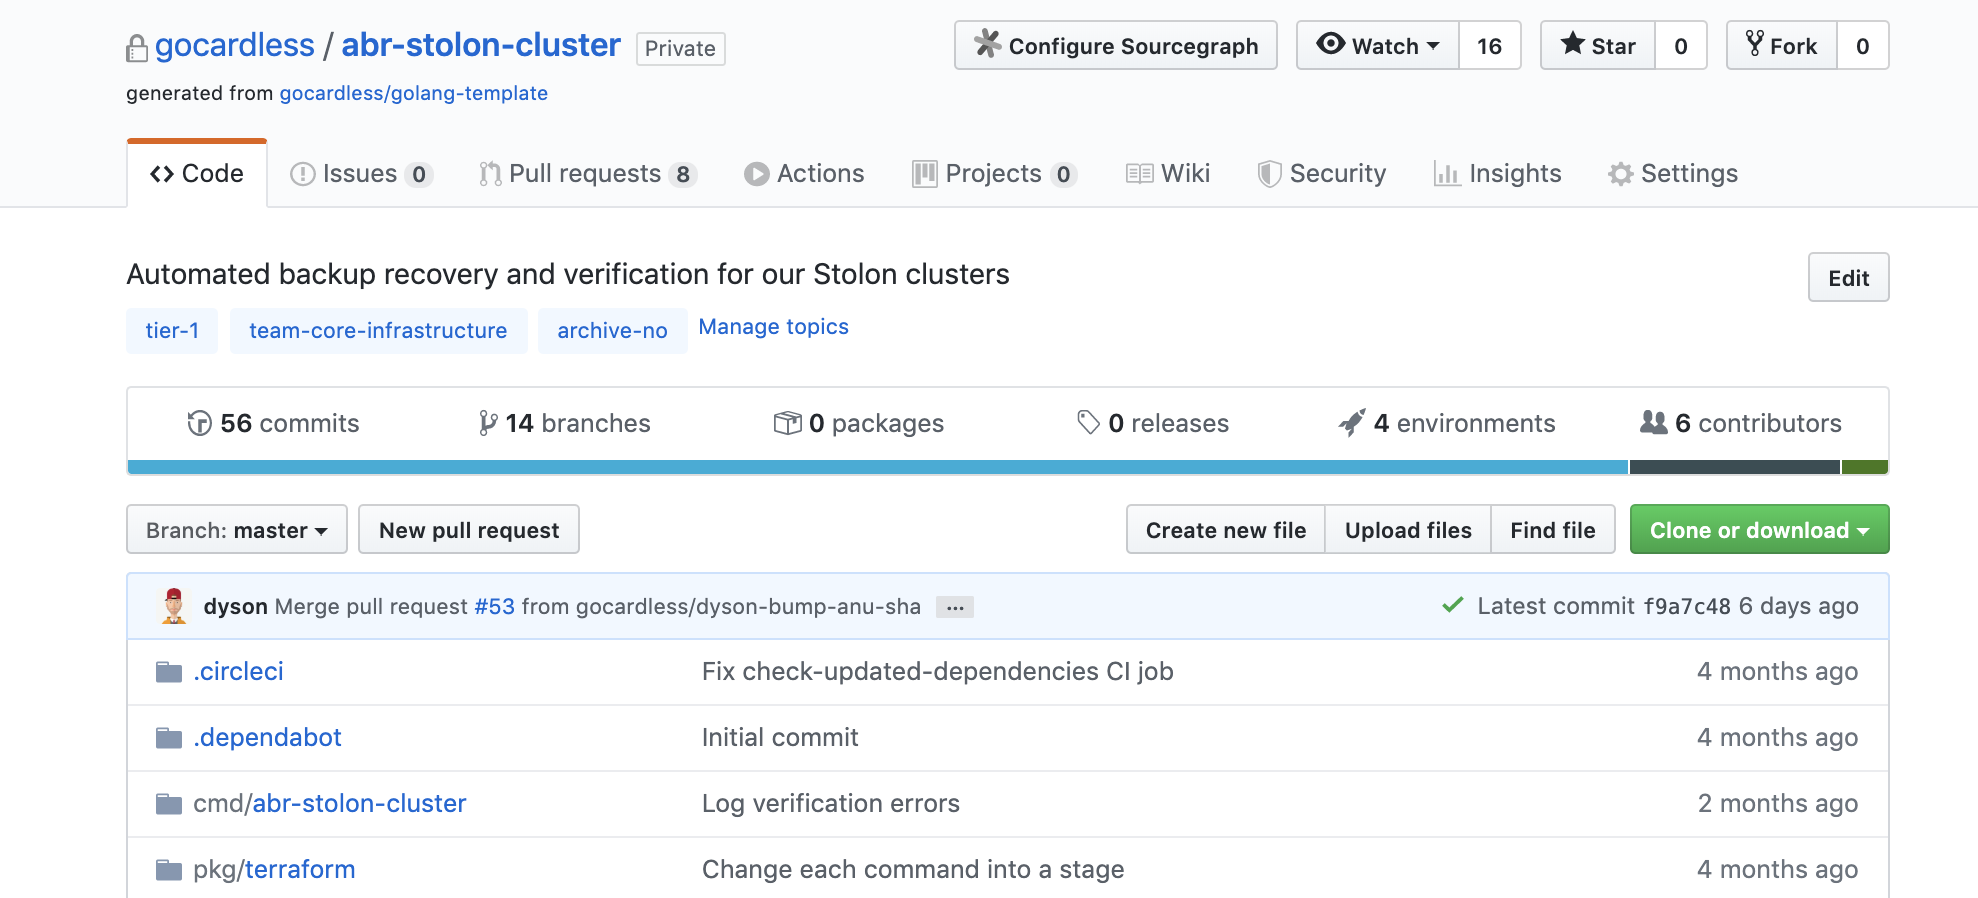 gocardless / abr-stolon-cluster Private Configure Sourcegraph Watch 16 Star 0 Fork 0
generated from gocardless/golang-template
Code Issues 0 Pull requests 8 Actions Projects 0 Wiki Security Insights Settings
Automated backup recovery and verification for our Stolon clusters Edit
tier-1 team-core-infrastructure archive-no Manage topics
56 commits 14 branches 0 packages 0 releases 4 environments 6 contributors
Branch: master New pull request Create new file Upload files Find file Clone or download
dyson Merge pull request #53 from gocardless/dyson-bump-anu-sha ... Latest commit f9a7c48 6 days ago
.circleci Fix check-updated-dependencies CI job 4 months ago
.dependabot Initial commit 4 months ago
cmd/abr-stolon-cluster Log verification errors 2 months ago
pkg/terraform Change each command into a stage 4 months ago